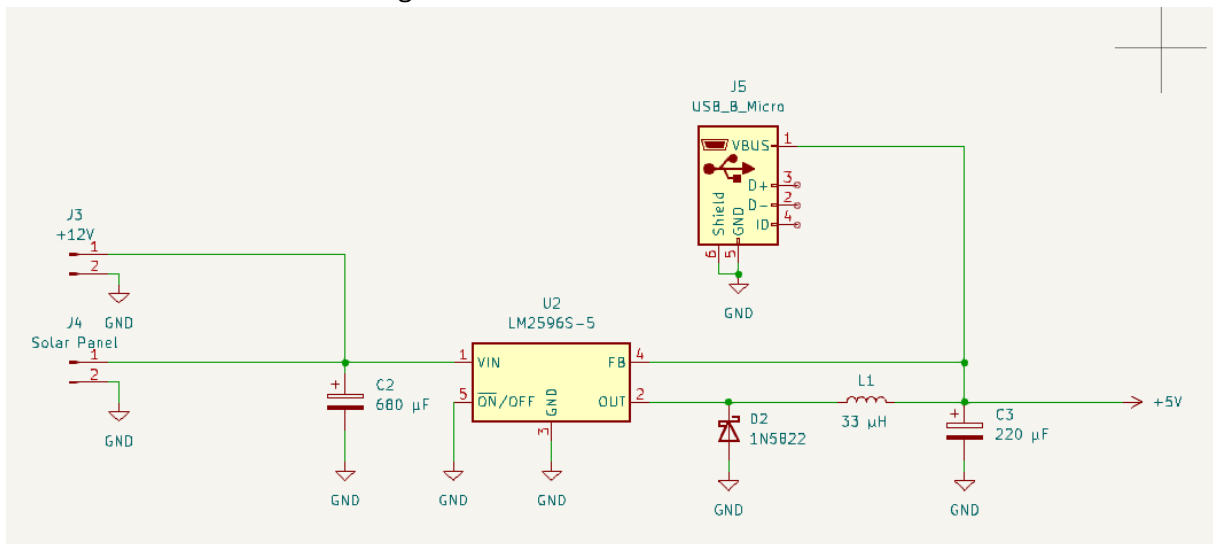 J5
USB_B_Micro
VBUS 1
D+ 3
D- 2
ID 4
Shield
GND
6
5
GND
J3
+12V
1
2
GND
J4
Solar Panel
1
2
GND
C2
680 µF
+
GND
U2
LM2596S-5
1 VIN
FB 4
5 ON/OFF
GND
3
OUT 2
GND
GND
D2
1N5822
GND
L1
33 µH
+
C3
220 µF
GND
+5V